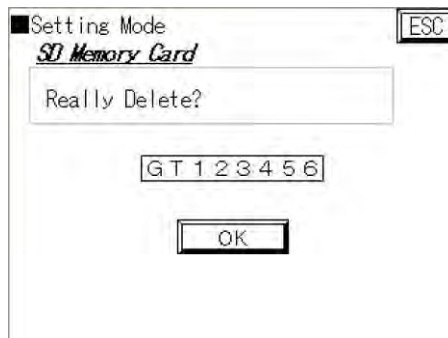 ■Setting Mode
ESC
SD Memory Card
Really Delete?
GT123456
OK